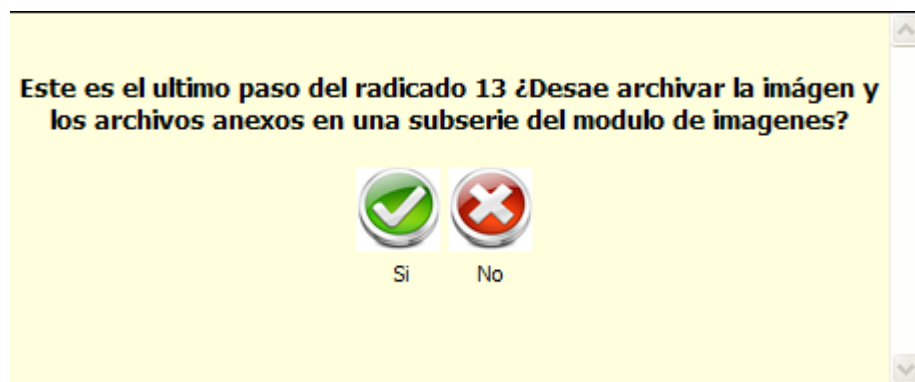 Este es el ultimo paso del radicado 13 ¿Desae archivar la imágen y
los archivos anexos en una subserie del modulo de imagenes?
Si No